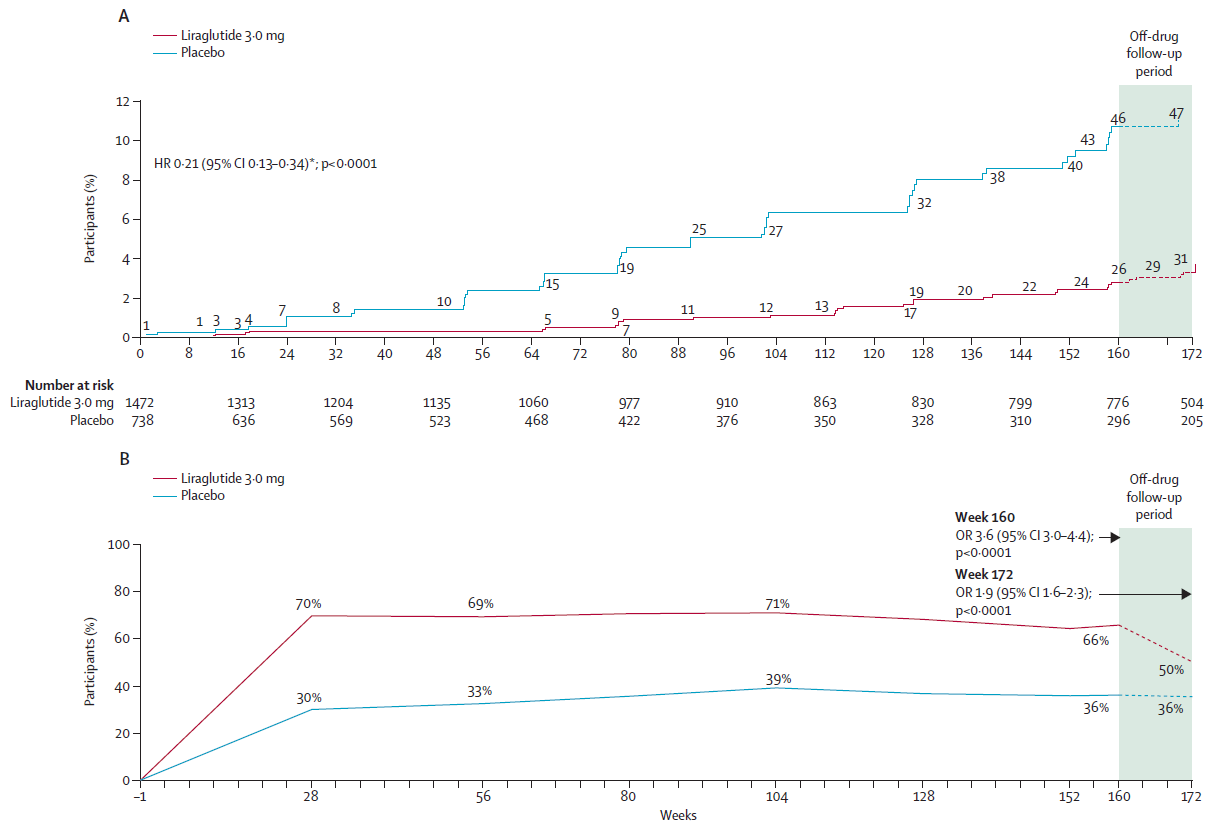 A
Liraglutide 3·0 mg
Placebo
Off-drug
follow-up
period
Participants (%)
12
10
8
6
4
2
0
HR 0·21 (95% CI 0·13–0·34)*; p<0·0001
1 1 3 3 4 7 8 10 15 19 25 27 32 38 40 43 46 47
5 9 7 11 12 13 19 17 20 22 24 26 29 31
0 8 16 24 32 40 48 56 64 72 80 88 96 104 112 120 128 136 144 152 160 172
Number at risk
Liraglutide 3·0 mg 1472 1313 1204 1135 1060 977 910 863 830 799 776 504
Placebo 738 636 569 523 468 422 376 350 328 310 296 205
B
Liraglutide 3·0 mg
Placebo
Off-drug
follow-up
period
Week 160
OR 3·6 (95% CI 3·0–4·4);
p<0·0001
Week 172
OR 1·9 (95% CI 1·6–2·3);
p<0·0001
Participants (%)
100
80
60
40
20
0
70% 69% 71% 66% 50%
30% 33% 39% 36% 36%
–1 28 56 80 104 128 152 160 172
Weeks